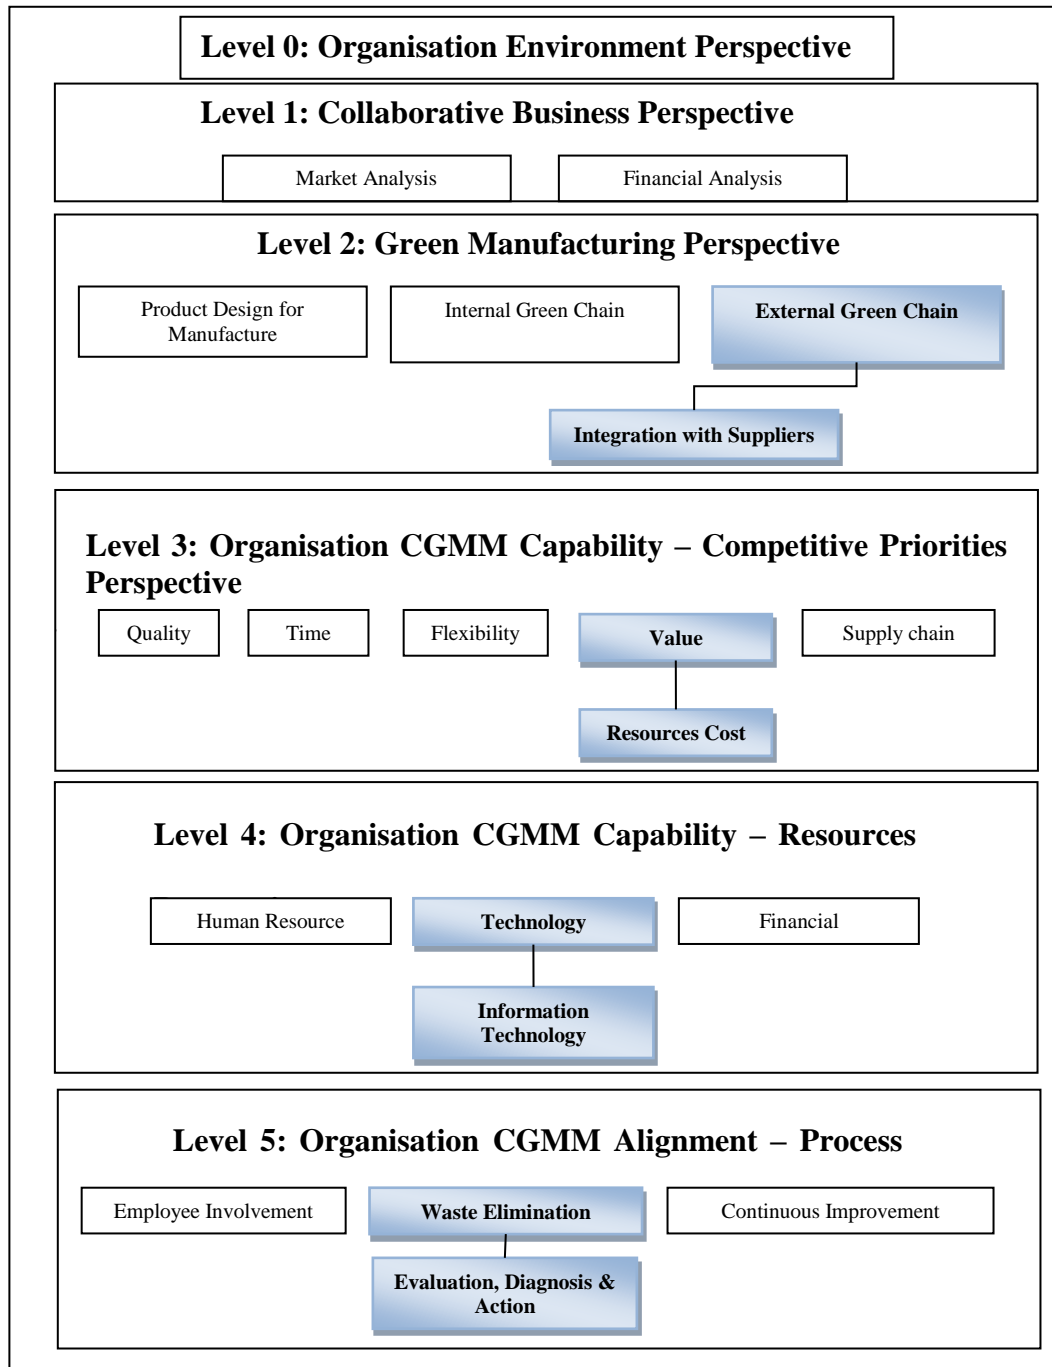 Level 0: Organisation Environment Perspective
Level 1: Collaborative Business Perspective
Market Analysis
Financial Analysis
Level 2: Green Manufacturing Perspective
Product Design for
Manufacture
Internal Green Chain
External Green Chain
Integration with Suppliers
Level 3: Organisation CGMM Capability – Competitive Priorities
Perspective
Quality
Time
Flexibility
Value
Supply chain
Resources Cost
Level 4: Organisation CGMM Capability – Resources
Human Resource
Technology
Financial
Information
Technology
Level 5: Organisation CGMM Alignment – Process
Employee Involvement
Waste Elimination
Continuous Improvement
Evaluation, Diagnosis &
Action